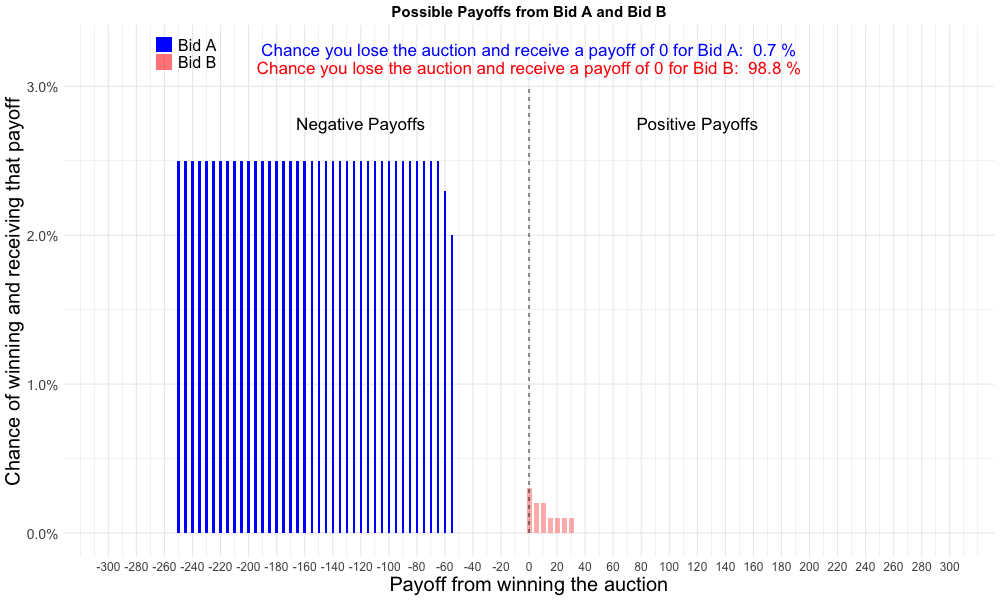 Possible Payoffs from Bid A and Bid B
Bid A
Bid B
Chance you lose the auction and receive a payoff of 0 for Bid A:  0.7 %
Chance you lose the auction and receive a payoff of 0 for Bid B:  98.8 %
Negative Payoffs
Positive Payoffs
Chance of winning and receiving that payoff
3.0%
2.0%
1.0%
0.0%
-300 -280 -260 -240 -220 -200 -180 -160 -140 -120 -100 -80 -60 -40 -20 0 20 40 60 80 100 120 140 160 180 200 220 240 260 280 300
Payoff from winning the auction